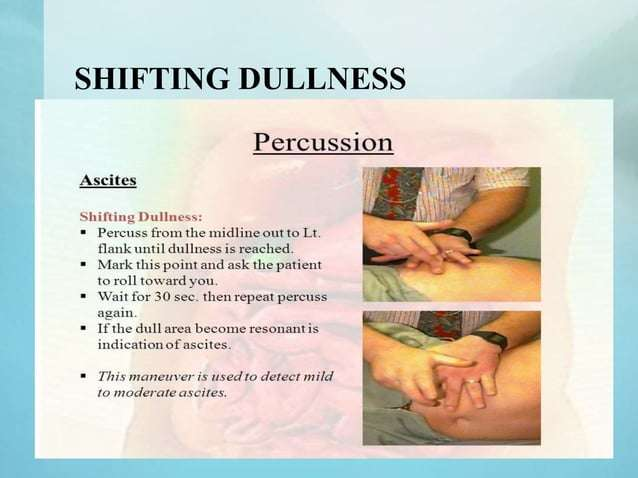 SHIFTING DULLNESS
Percussion
Ascites
Shifting Dullness:
▪ Percuss from the midline out to Lt.
flank until dullness is reached.
▪ Mark this point and ask the patient
to roll toward you.
▪ Wait for 30 sec. then repeat percuss
again.
▪ If the dull area become resonant is
indication of ascites.
▪ This maneuver is used to detect mild
to moderate ascites.